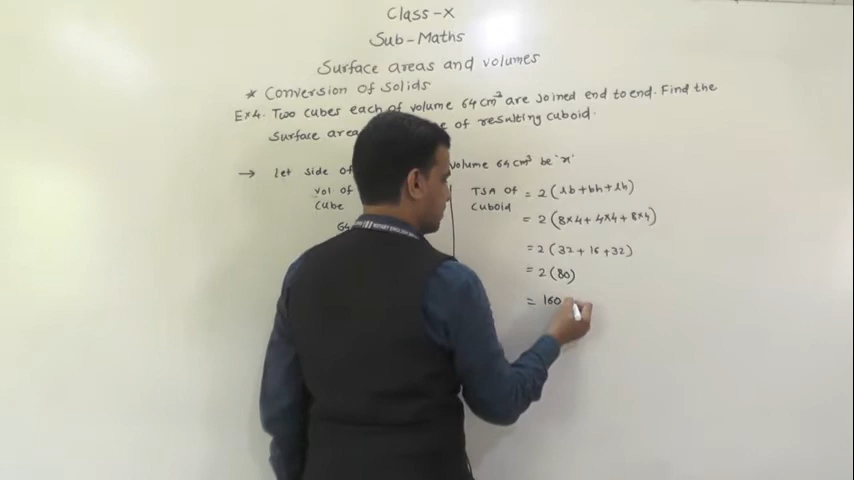 Class-X
Sub-Maths
Surface areas and volumes
* Conversion of solids
Ex4. Two cubes each of volume 64 cm³ are joined end to end. Find the
Surface area of resulting cuboid.
→ let side of volume 64 cm³ be 'x'
vol of
cube
64
TSA of = 2(lb+bh+lh)
cuboid
= 2(8×4+4×4+8×4)
= 2(32+16+32)
= 2(80)
= 160